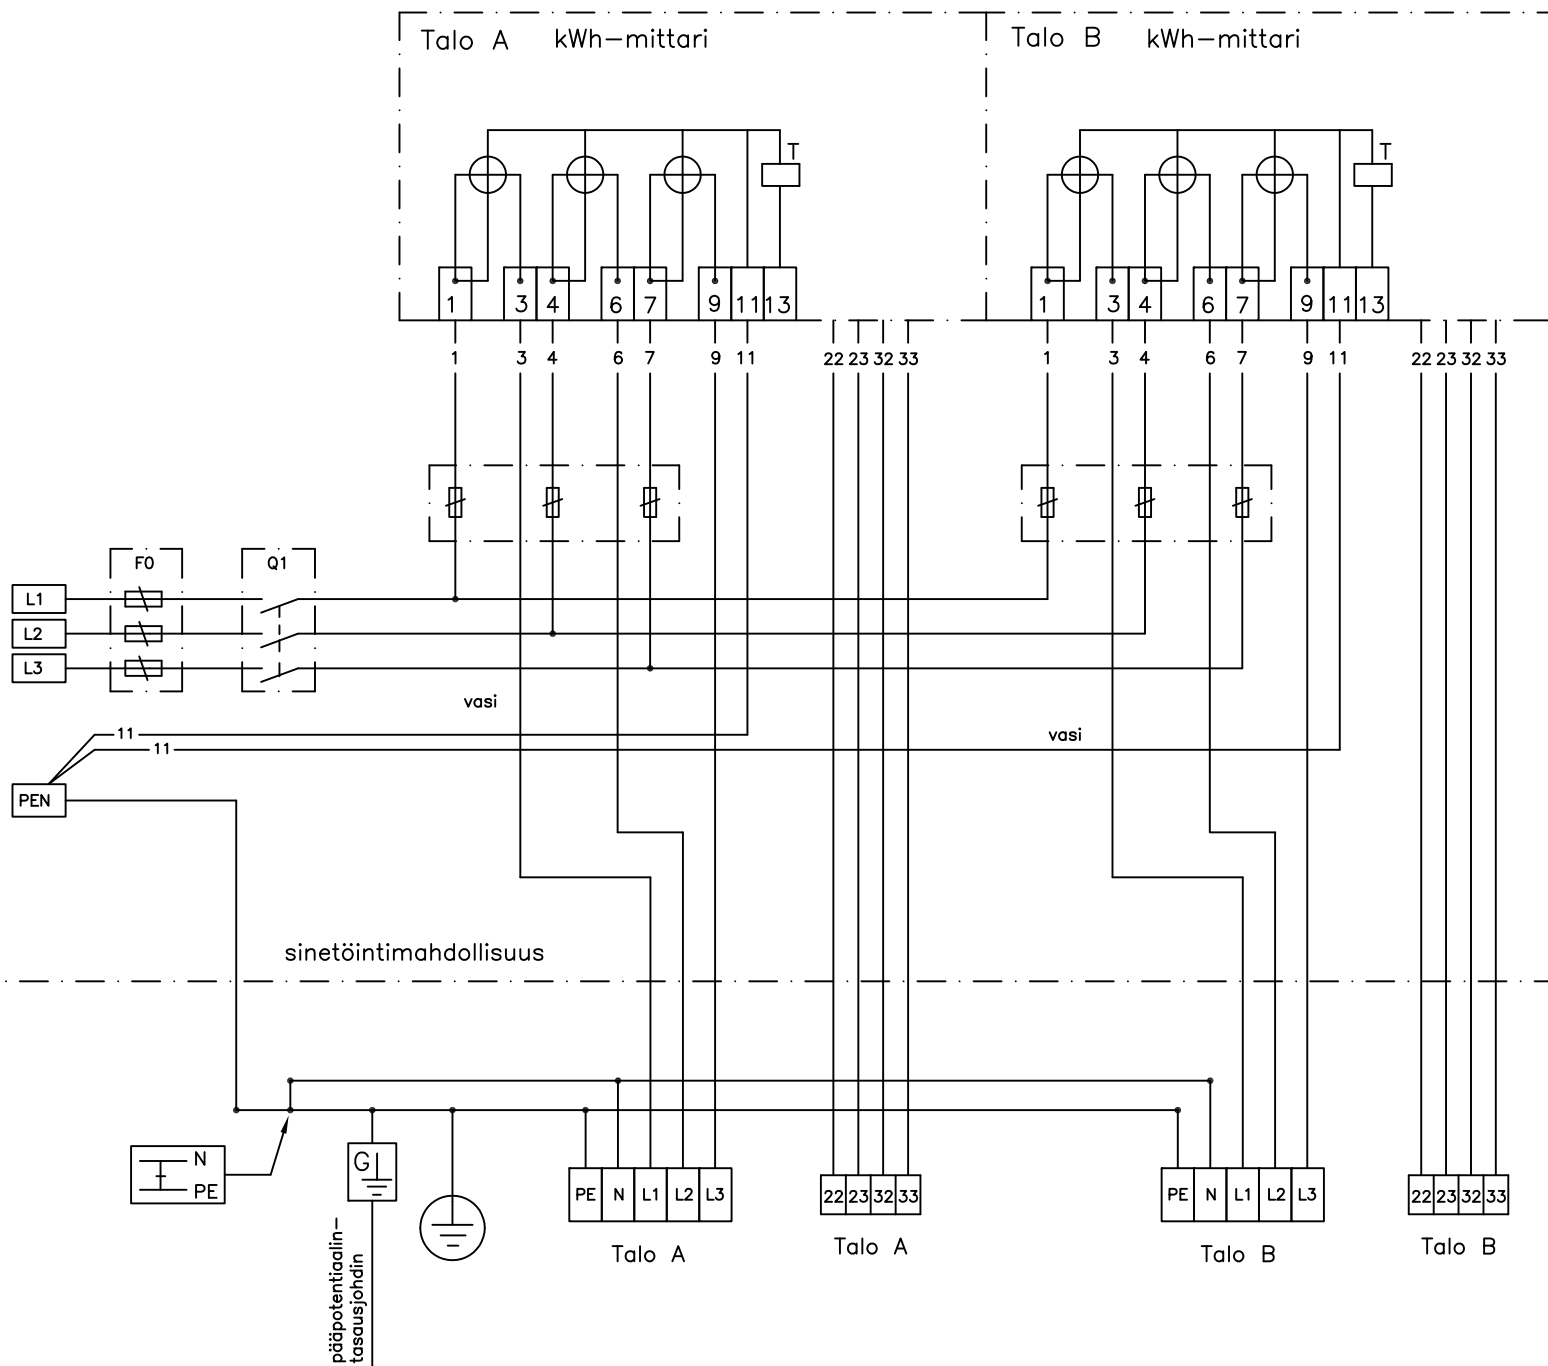 Talo A kWh-mittari Talo B kWh-mittari
T T
1 3 4 6 7 9 11 13 1 3 4 6 7 9 11 13
1 3 4 6 7 9 11 22 23 32 33 1 3 4 6 7 9 11 22 23 32 33
F0 Q1
L1
L2
L3
vasi
11 vasi
11
PEN
sinetöintimahdollisuus
N
PE
G
PE N L1 L2 L3 22 23 32 33 PE N L1 L2 L3 22 23 32 33
Talo A Talo A Talo B Talo B
pääpotentiaalin-
tasausjohdin